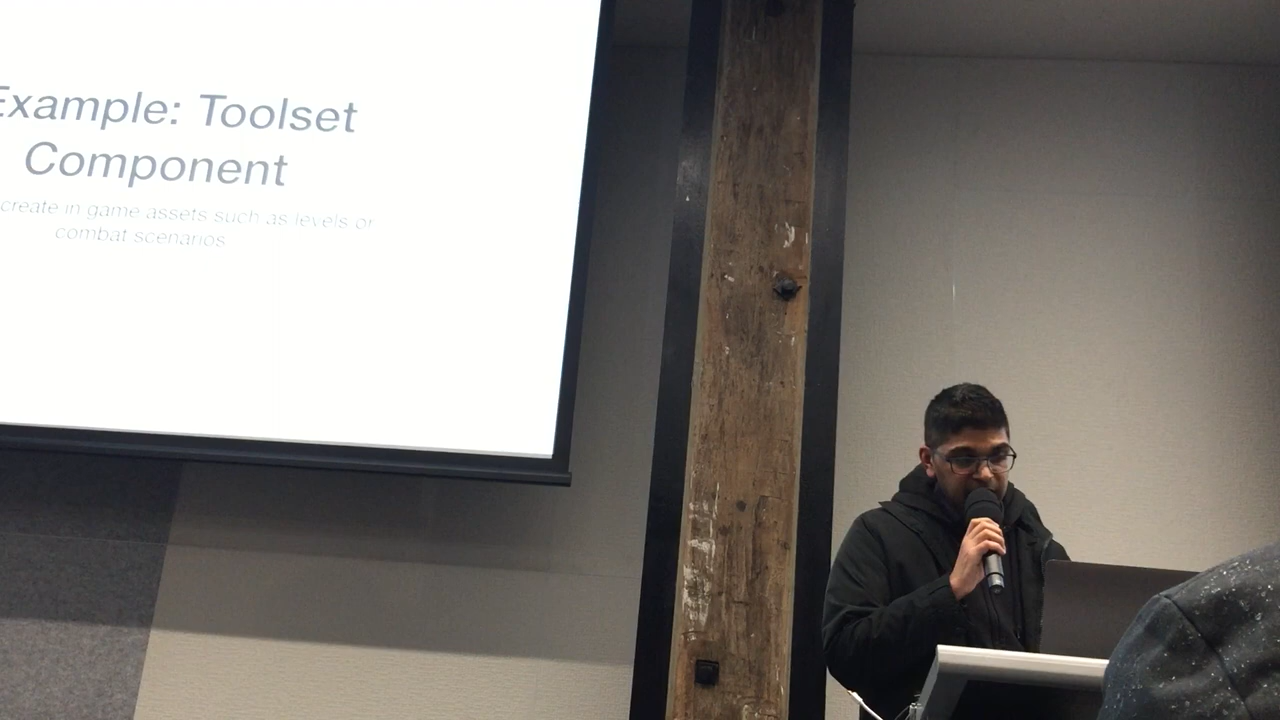 Example: Toolset
Component
create in game assets such as levels or
combat scenarios